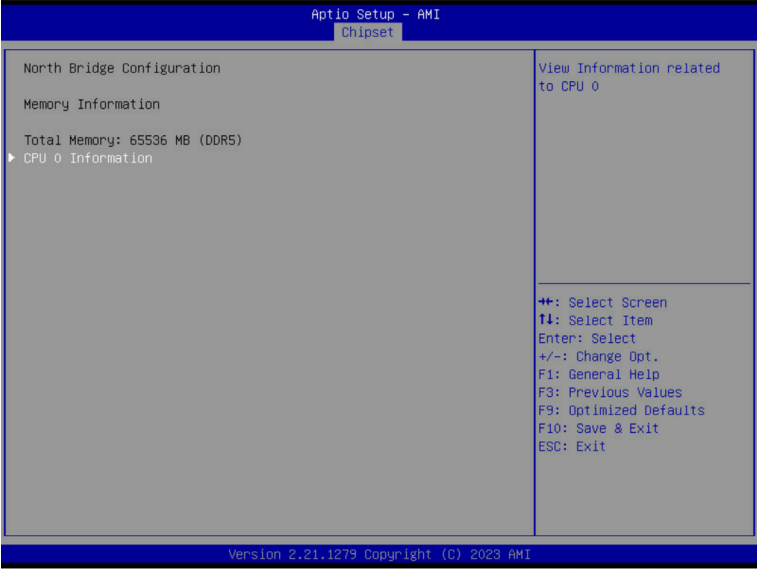 Aptio Setup – AMI
Chipset
North Bridge Configuration
Memory Information
Total Memory: 65536 MB (DDR5)
CPU 0 Information
View Information related
to CPU 0
→←: Select Screen
↑↓: Select Item
Enter: Select
+/-: Change Opt.
F1: General Help
F3: Previous Values
F9: Optimized Defaults
F10: Save & Exit
ESC: Exit
Version 2.21.1279 Copyright (C) 2023 AMI